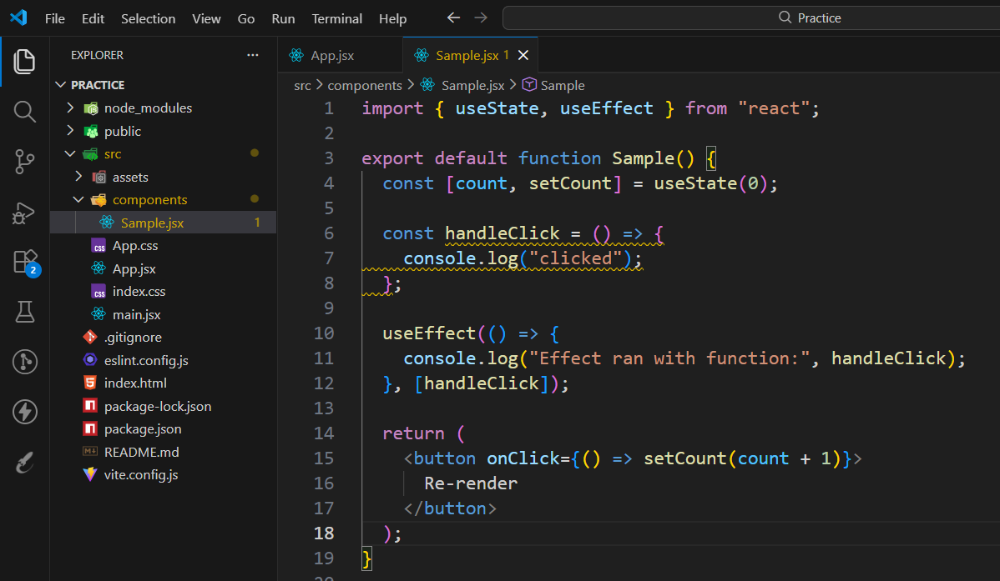 File Edit Selection View Go Run Terminal Help Practice
EXPLORER ...
PRACTICE
node_modules
public
src
assets
components
Sample.jsx 1
App.css
App.jsx
index.css
main.jsx
.gitignore
eslint.config.js
index.html
package-lock.json
package.json
README.md
vite.config.js
2
App.jsx Sample.jsx 1
src > components > Sample.jsx > Sample
1 import { useState, useEffect } from "react";
2
3 export default function Sample() {
4 const [count, setCount] = useState(0);
5
6 const handleClick = () => {
7 console.log("clicked");
8 };
9
10 useEffect(() => {
11 console.log("Effect ran with function:", handleClick);
12 }, [handleClick]);
13
14 return (
15 <button onClick={() => setCount(count + 1)}>
16 Re-render
17 </button>
18 );
19 }
20